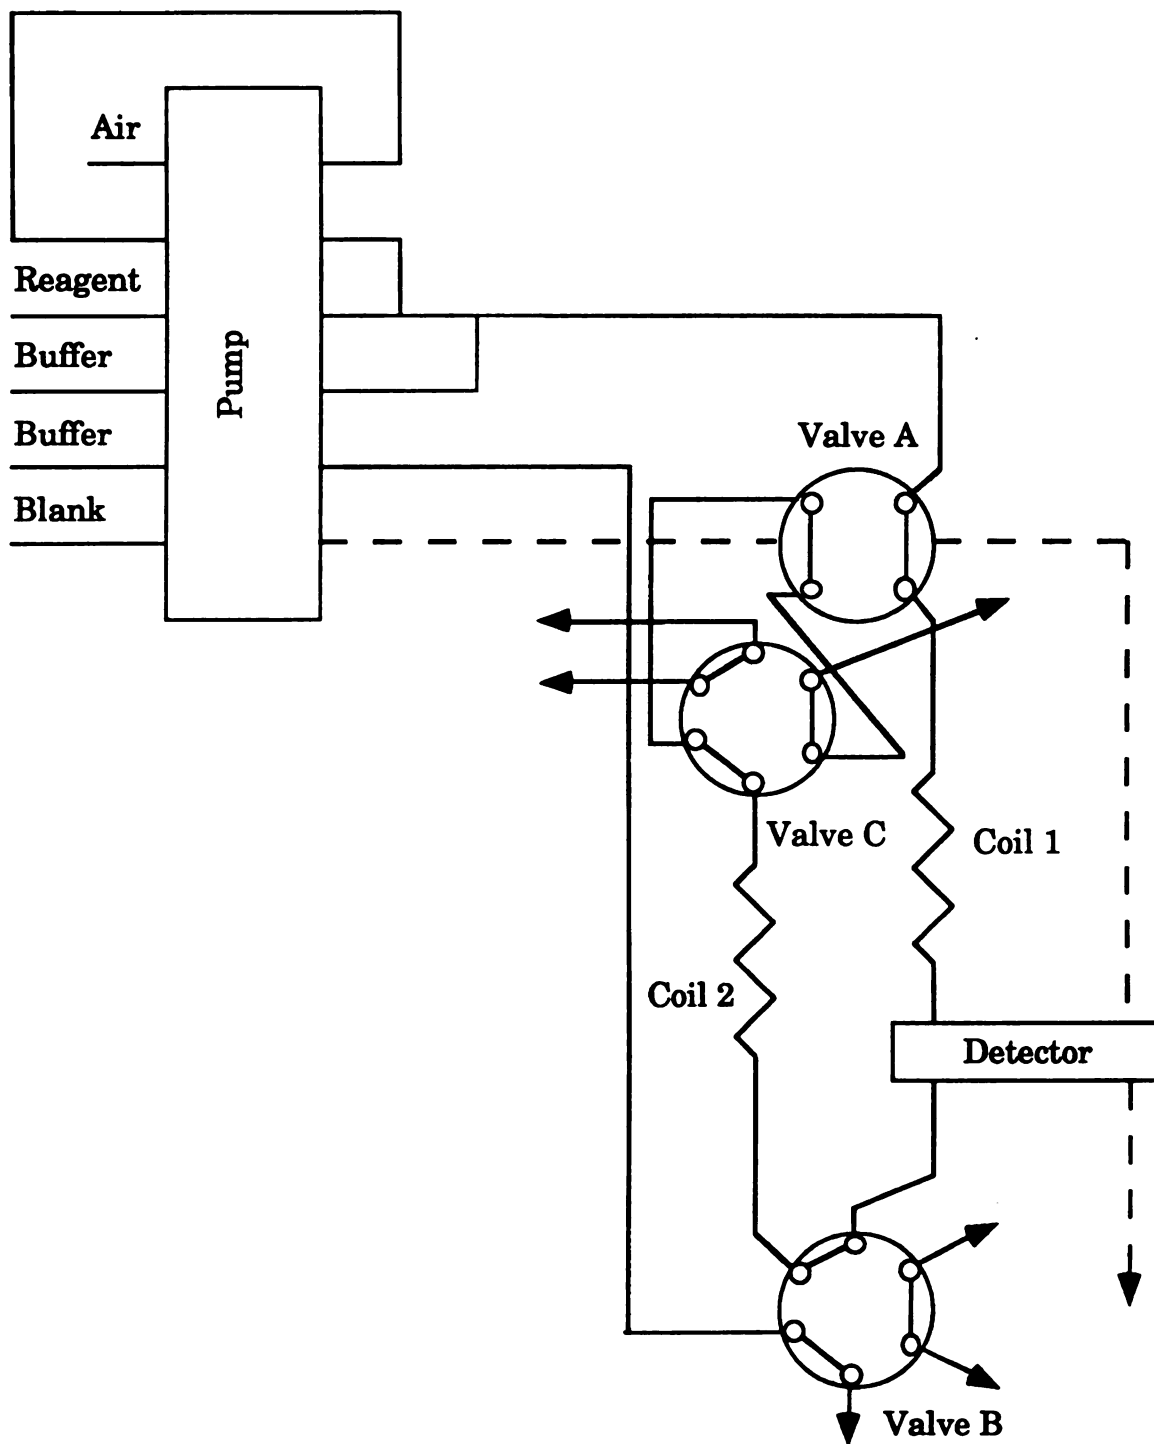 Air
Reagent
Buffer
Buffer
Blank
Pump
Valve A
Valve C
Coil 1
Coil 2
Detector
Valve B